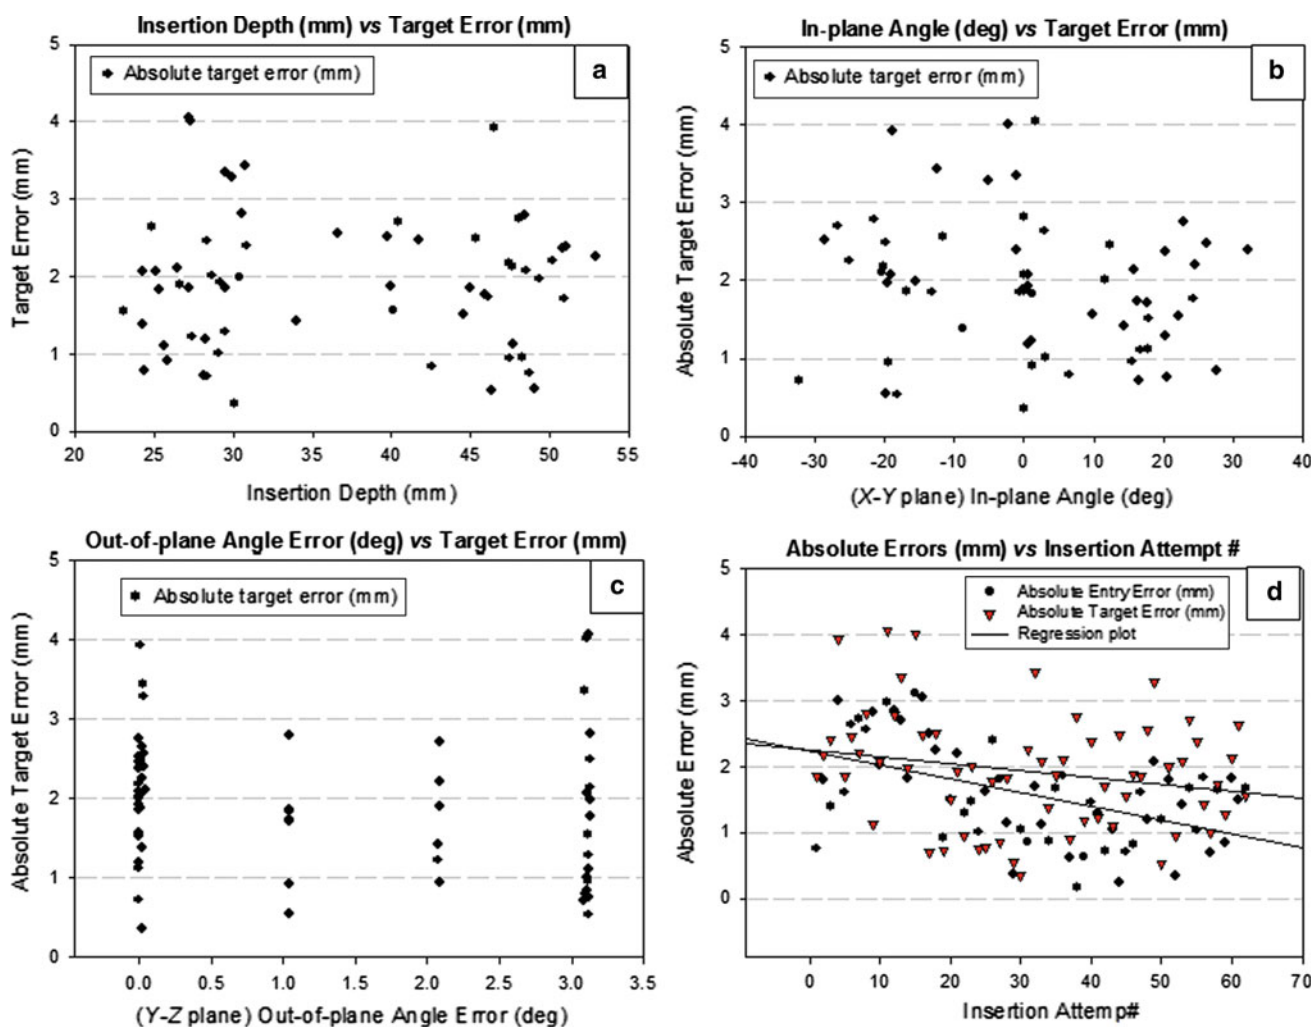 Insertion Depth (mm) vs Target Error (mm)
Absolute target error (mm)
a
Target Error (mm)
5
4
3
2
1
0
20 25 30 35 40 45 50 55
Insertion Depth (mm)
In-plane Angle (deg) vs Target Error (mm)
Absolute target error (mm)
b
Absolute Target Error (mm)
5
4
3
2
1
0
-40 -30 -20 -10 0 10 20 30 40
(X-Y plane) In-plane Angle (deg)
Out-of-plane Angle Error (deg) vs Target Error (mm)
Absolute target error (mm)
c
Absolute Target Error (mm)
5
4
3
2
1
0
0.0 0.5 1.0 1.5 2.0 2.5 3.0 3.5
(Y-Z plane) Out-of-plane Angle Error (deg)
Absolute Errors (mm) vs Insertion Attempt #
Absolute Entry Error (mm)
Absolute Target Error (mm)
Regression plot
d
Absolute Error (mm)
5
4
3
2
1
0
0 10 20 30 40 50 60 70
Insertion Attemp#